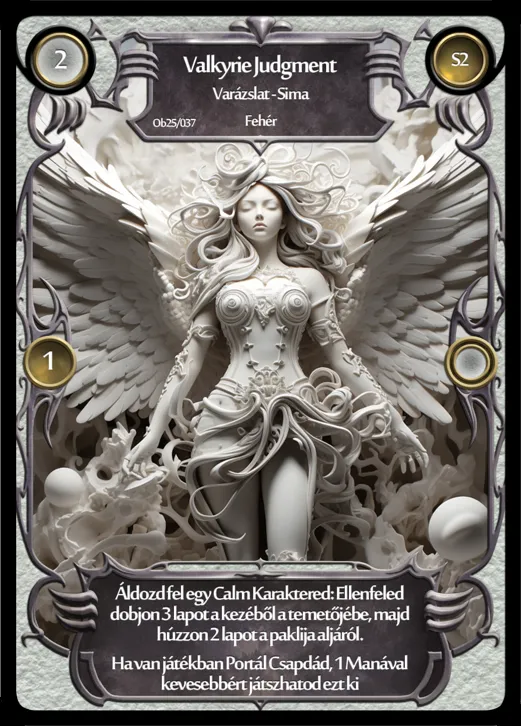 2
Valkyrie Judgment
S2
Varázslat - Sima
Ob25/037
Fehér
1
Áldozd fel egy Calm Karaktered: Ellenfeled
dobjon 3 lapot a kezéből a temetőjébe, majd
húzzon 2 lapot a paklija aljáról.
Ha van játékban Portál Csapdád, 1 Manával
kevesebbért játszhatod ezt ki